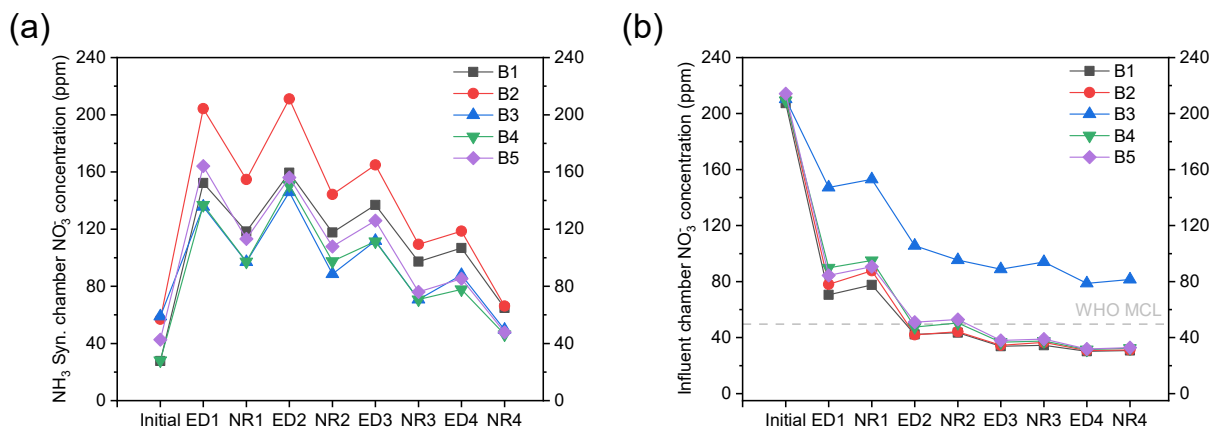 (a)
NH₃ Syn. chamber NO₃⁻ concentration (ppm)
240
200
160
120
80
40
0
240
200
160
120
80
40
0
B1
B2
B3
B4
B5
Initial ED1 NR1 ED2 NR2 ED3 NR3 ED4 NR4
(b)
Influent chamber NO₃⁻ concentration (ppm)
240
200
160
120
80
40
0
240
200
160
120
80
40
0
B1
B2
B3
B4
B5
WHO MCL
Initial ED1 NR1 ED2 NR2 ED3 NR3 ED4 NR4